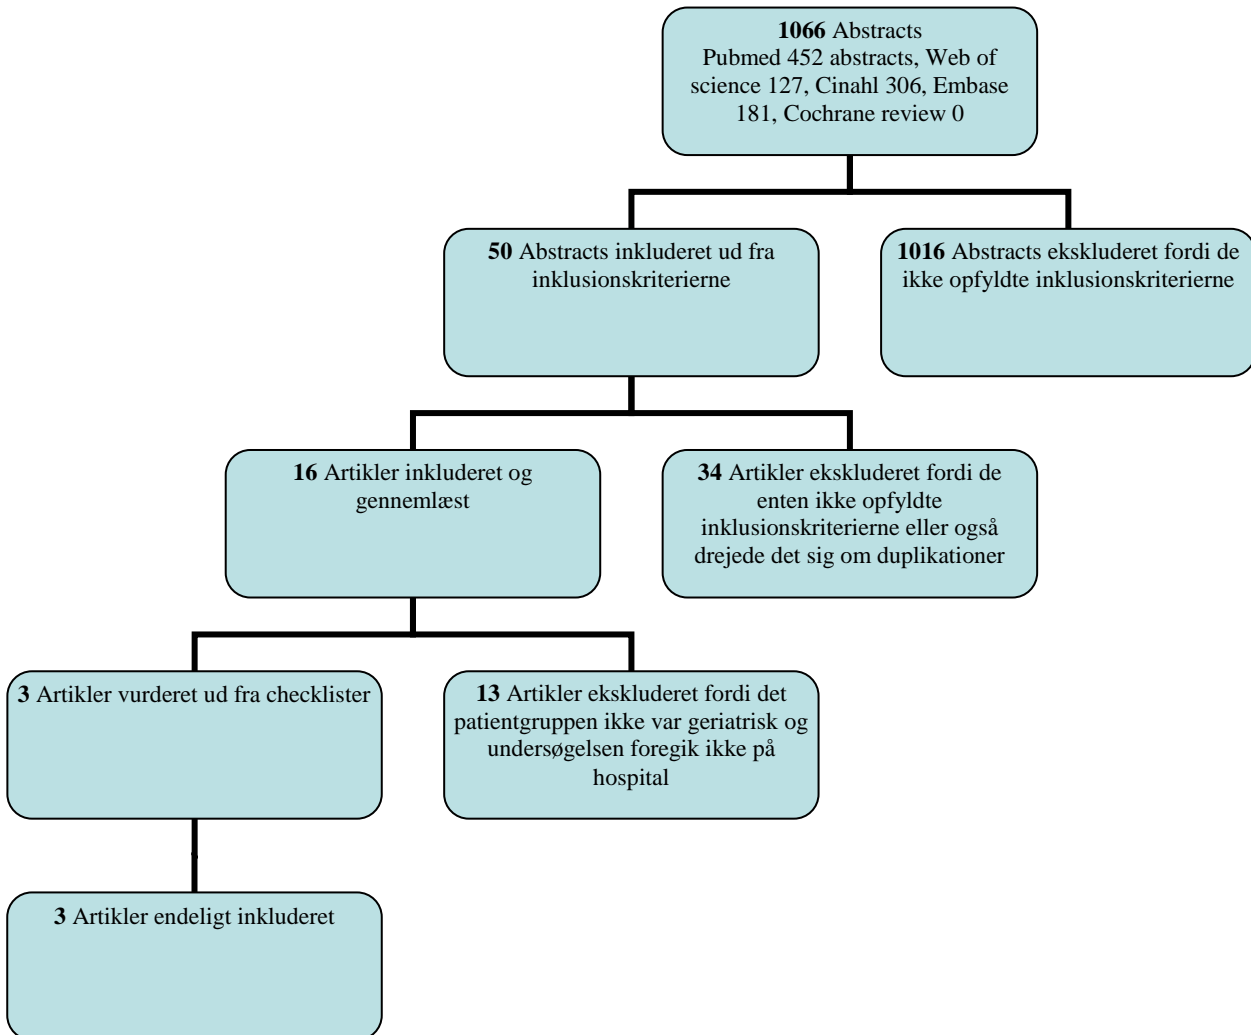 1066 Abstracts
Pubmed 452 abstracts, Web of
science 127, Cinahl 306, Embase
181, Cochrane review 0
50 Abstracts inkluderet ud fra
inklusionskriterierne
1016 Abstracts ekskluderet fordi de
ikke opfyldte inklusionskriterierne
16 Artikler inkluderet og
gennemlæst
34 Artikler ekskluderet fordi de
enten ikke opfyldte
inklusionskriterierne eller også
drejede det sig om duplikationer
3 Artikler vurderet ud fra checklister
13 Artikler ekskluderet fordi det
patientgruppen ikke var geriatrisk og
undersøgelsen foregik ikke på
hospital
3 Artikler endeligt inkluderet